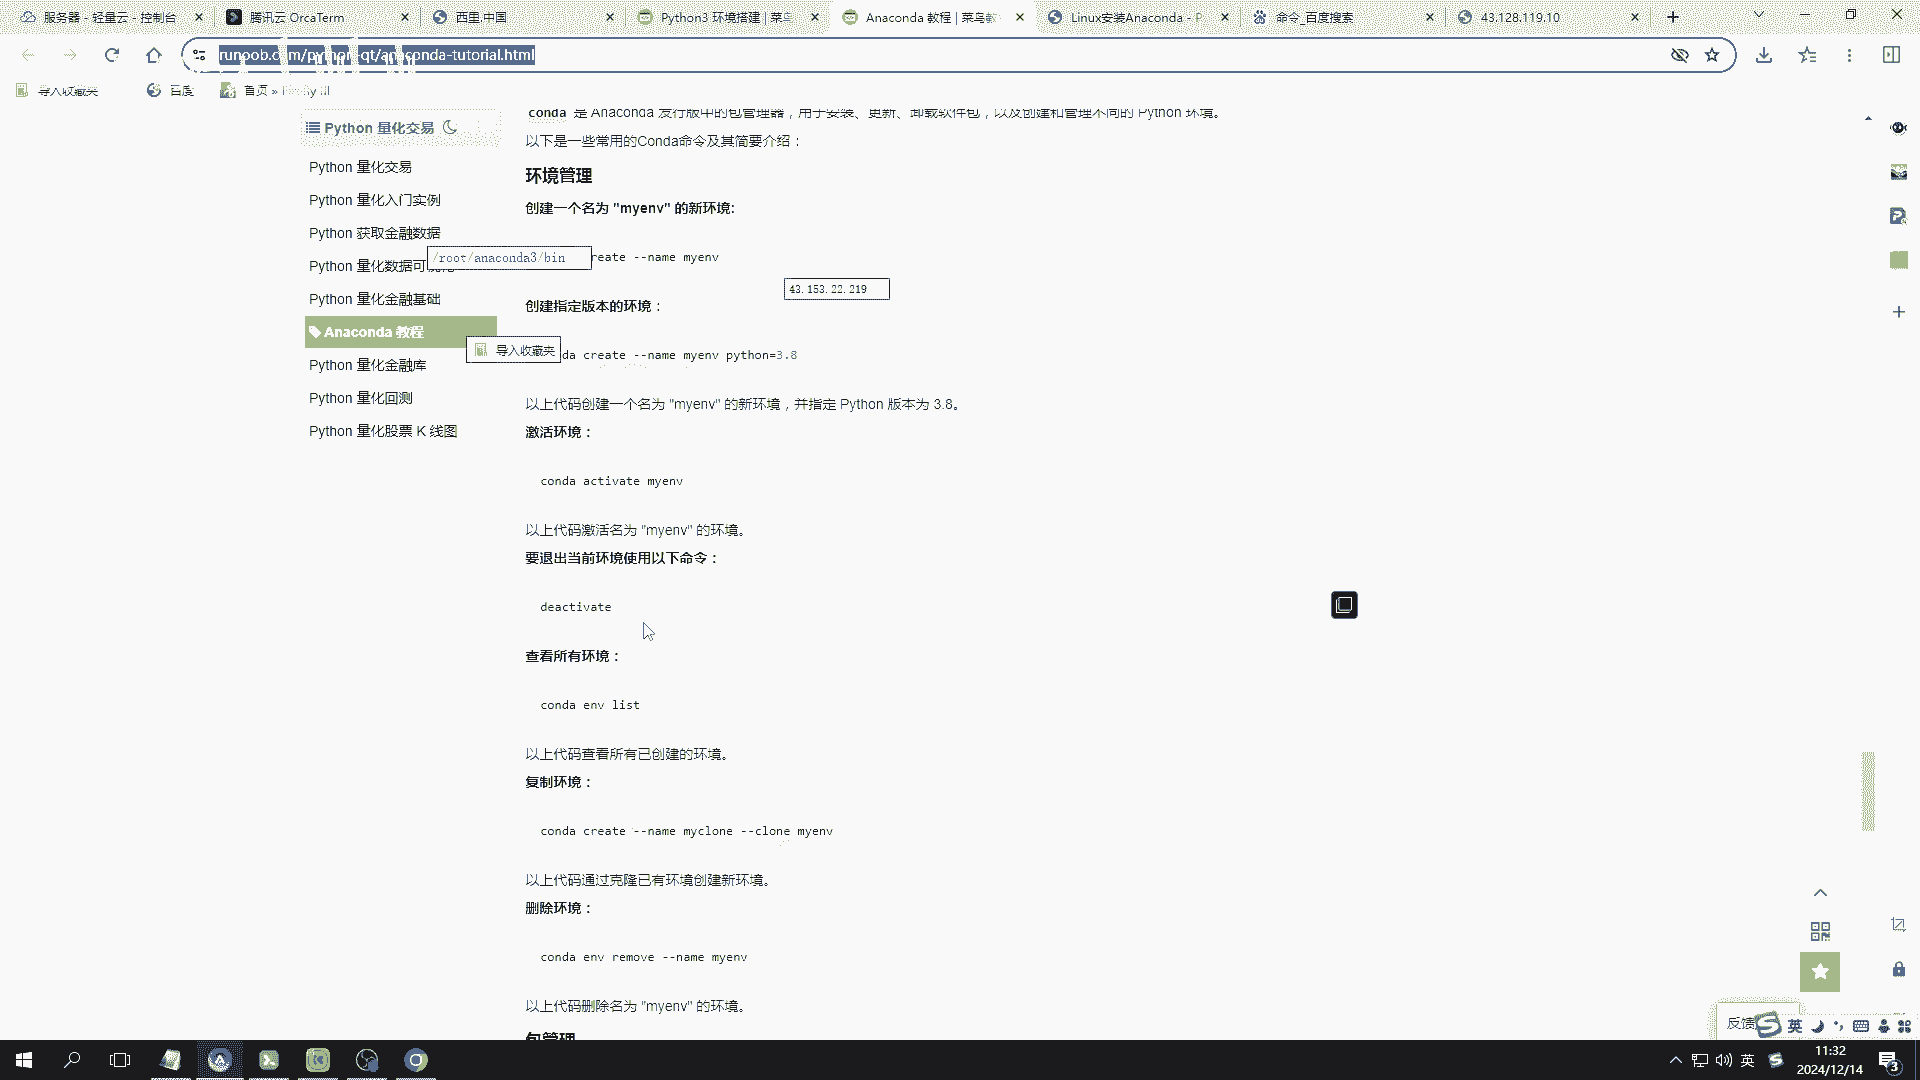 服务器 - 轻量云 - 控制台
腾讯云 OrcaTerm
西里.中国
Python3 环境搭建 | 菜鸟
Anaconda 教程 | 菜鸟教
Linux安装Anaconda - P
命令_百度搜索
43.128.119.10
runoob.com/python-qt/anaconda-tutorial.html
导入收藏夹
百度
首页 »
Python 量化交易
Python 量化交易
Python 量化入门实例
Python 获取金融数据
Python 量化数据可
Python 量化金融基础
Anaconda 教程
Python 量化金融库
Python 量化回测
Python 量化股票 K 线图
/root/anaconda3/bin
43.153.22.219
导入收藏夹
conda 是 Anaconda 发行版中的包管理器，用于安装、更新、卸载软件包，以及创建和管理不同的 Python 环境。
以下是一些常用的Conda命令及其简要介绍：
环境管理
创建一个名为 "myenv" 的新环境:
reate --name myenv
创建指定版本的环境：
da create --name myenv python=3.8
以上代码创建一个名为 "myenv" 的新环境，并指定 Python 版本为 3.8。
激活环境：
conda activate myenv
以上代码激活名为 "myenv" 的环境。
要退出当前环境使用以下命令：
deactivate
查看所有环境：
conda env list
以上代码查看所有已创建的环境。
复制环境：
conda create --name myclone --clone myenv
以上代码通过克隆已有环境创建新环境。
删除环境：
conda env remove --name myenv
以上代码删除名为 "myenv" 的环境。
包管理
反馈
英
英
11:32
2024/12/14
3